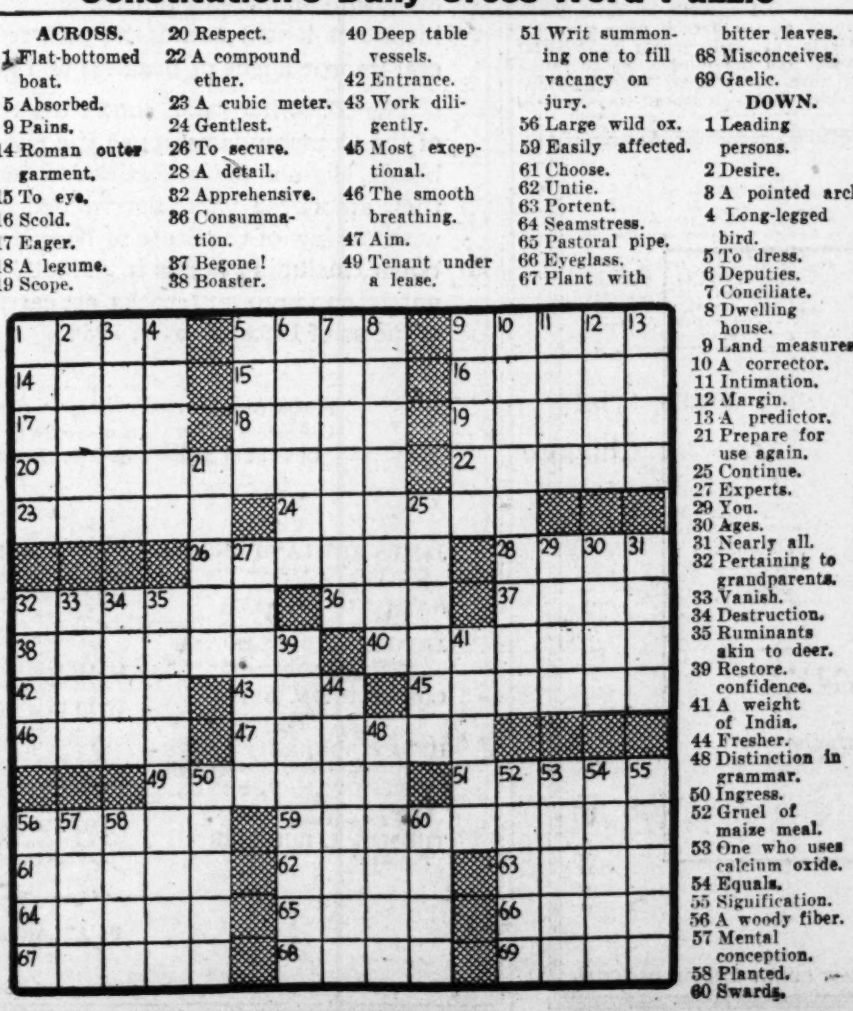 Constitution's Daily Cross Word Puzzle
ACROSS.
1 Flat-bottomed
boat.
5 Absorbed.
9 Pains.
14 Roman outer
garment.
15 To eye.
16 Scold.
17 Eager.
18 A legume.
19 Scope.
20 Respect.
22 A compound
ether.
23 A cubic meter.
24 Gentlest.
26 To secure.
28 A detail.
32 Apprehensive.
36 Consumma-
tion.
37 Begone!
38 Boaster.
40 Deep table
vessels.
42 Entrance.
43 Work dili-
gently.
45 Most excep-
tional.
46 The smooth
breathing.
47 Aim.
49 Tenant under
a lease.
51 Writ summon-
ing one to fill
vacancy on
jury.
56 Large wild ox.
59 Easily affected.
61 Choose.
62 Untie.
63 Portent.
64 Seamstress.
65 Pastoral pipe.
66 Eyeglass.
67 Plant with
bitter leaves.
68 Misconceives.
69 Gaelic.
DOWN.
1 Leading
persons.
2 Desire.
3 A pointed arc
4 Long-legged
bird.
5 To dress.
6 Deputies.
7 Conciliate.
8 Dwelling
house.
9 Land measures
10 A corrector.
11 Intimation.
12 Margin.
13 A predictor.
21 Prepare for
use again.
25 Continue.
27 Experts.
29 You.
30 Ages.
31 Nearly all.
32 Pertaining to
grandparents.
33 Vanish.
34 Destruction.
35 Ruminants
akin to deer.
39 Restore.
confidence.
41 A weight
of India.
44 Fresher.
48 Distinction in
grammar.
50 Ingress.
52 Gruel of
maize meal.
53 One who uses
calcium oxide.
54 Equals.
55 Signification.
56 A woody fiber.
57 Mental
conception.
58 Planted.
60 Swards.
1 2 3 4 5 6 7 8 9 10 11 12 13
14 15 16
17 18 19
20 21 22
23 24 25
26 27 28 29 30 31
32 33 34 35 36 37
38 39 40 41
42 43 44 45
46 47 48
49 50 51 52 53 54 55
56 57 58 59 60
61 62 63
64 65 66
67 68 69